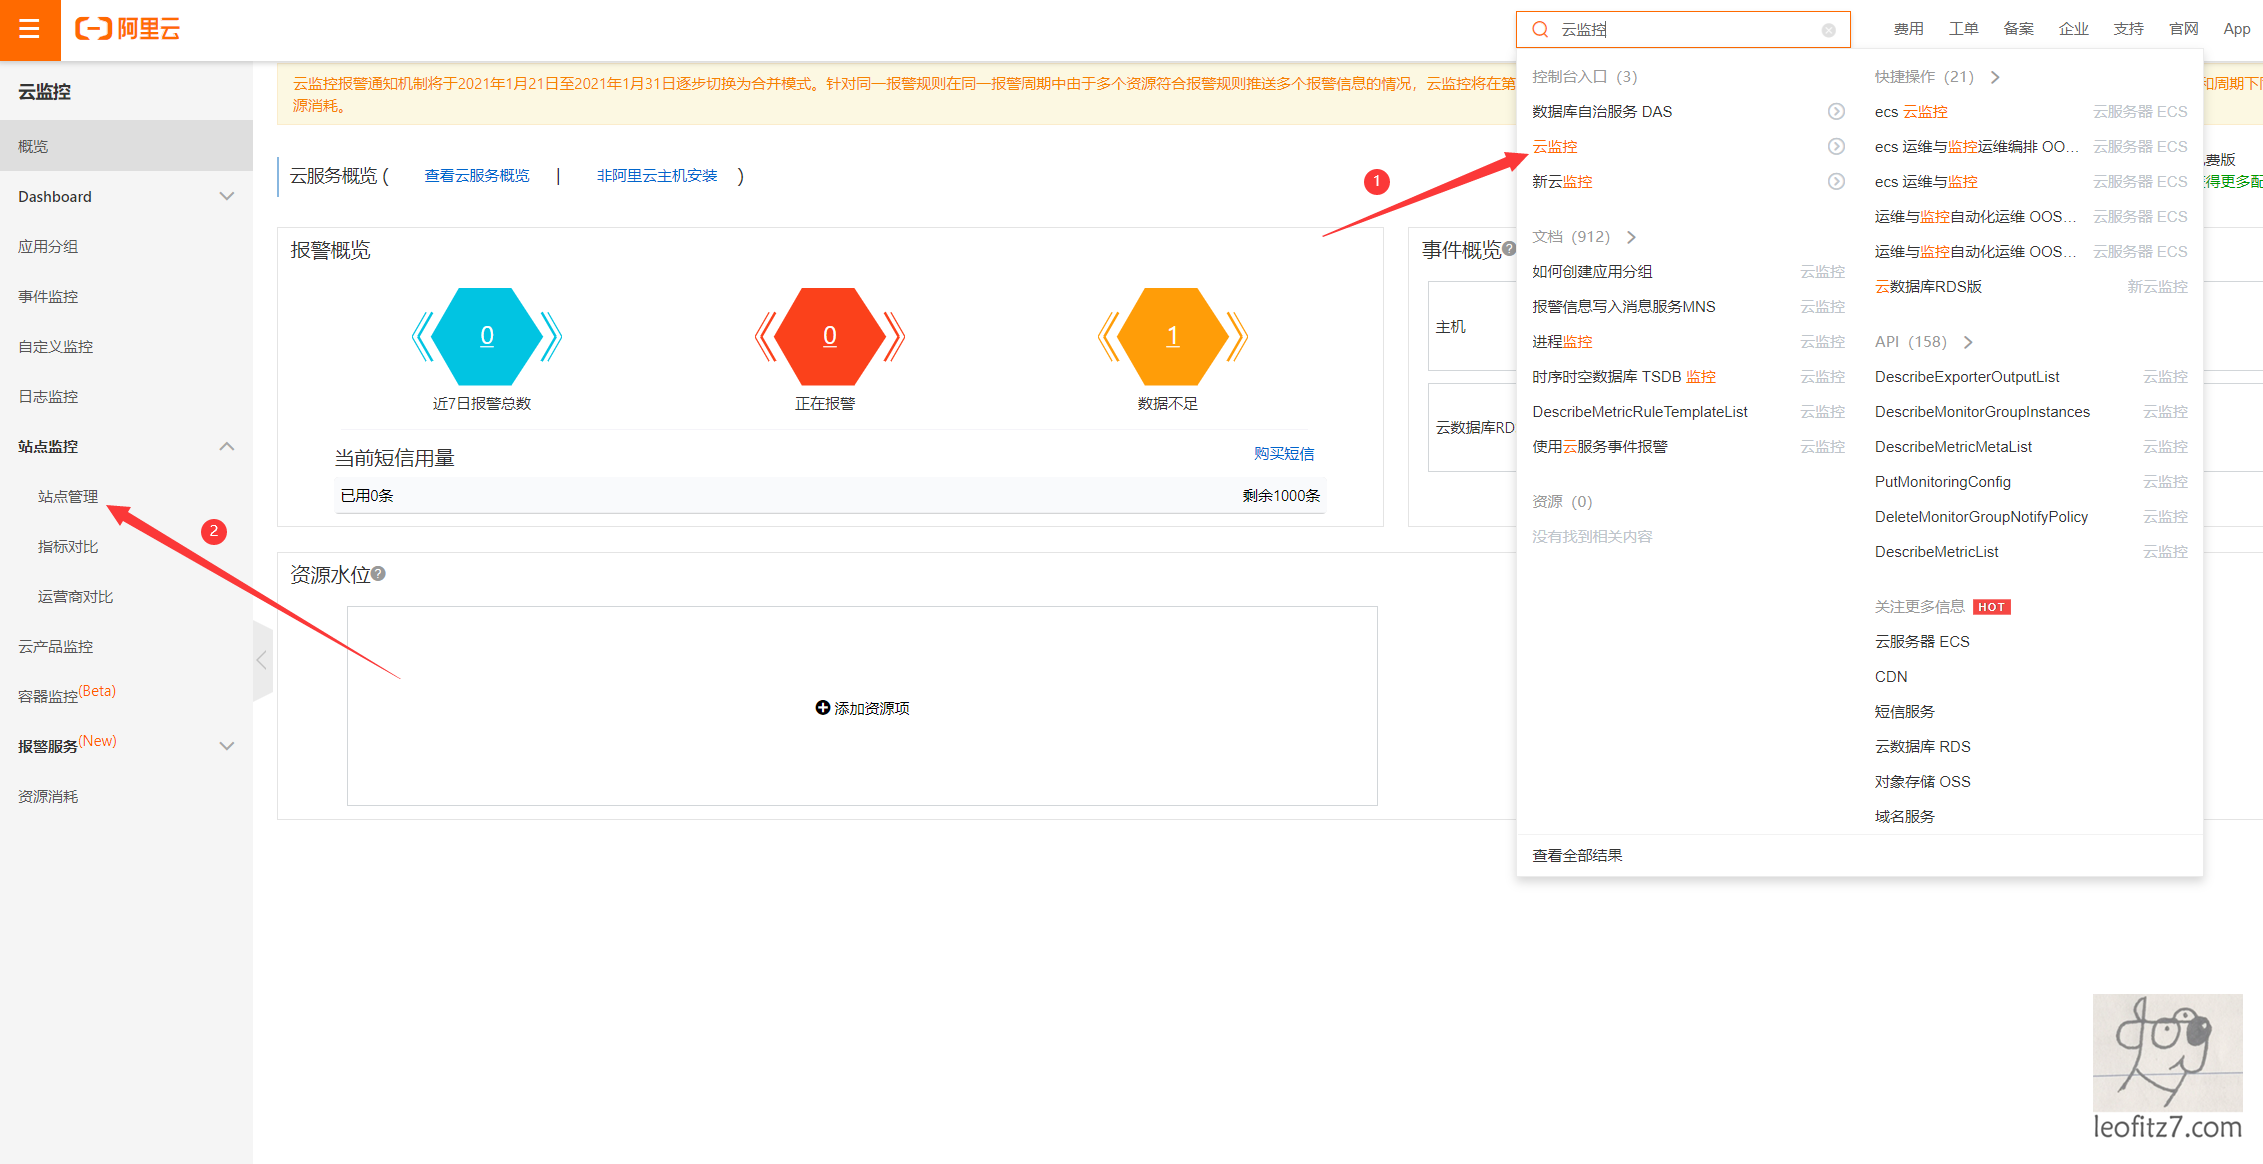 阿里云
云监控
费用
工单
备案
企业
支持
官网
App
云监控
概览
Dashboard
应用分组
事件监控
自定义监控
日志监控
站点监控
站点管理
2
指标对比
运营商对比
云产品监控
容器监控(Beta)
报警服务(New)
资源消耗
云监控报警通知机制将于2021年1月21日至2021年1月31日逐步切换为合并模式。针对同一报警规则在同一报警周期中由于多个资源符合报警规则推送多个报警信息的情况，云监控将在第
和周期下
源消耗。
云服务概览 ( 查看云服务概览 | 非阿里云主机安装 )
费版
得更多配
1
报警概览
0
近7日报警总数
0
正在报警
1
数据不足
当前短信用量
购买短信
已用0条
剩余1000条
事件概览
主机
云数据库RD
资源水位
添加资源项
控制台入口 (3)
数据库自治服务 DAS
云监控
新云监控
文档 (912)
如何创建应用分组 云监控
报警信息写入消息服务MNS 云监控
进程监控 云监控
时序时空数据库 TSDB 监控 云监控
DescribeMetricRuleTemplateList 云监控
使用云服务事件报警 云监控
资源 (0)
没有找到相关内容
快捷操作 (21)
ecs 云监控 云服务器 ECS
ecs 运维与监控运维编排 OO... 云服务器 ECS
ecs 运维与监控 云服务器 ECS
运维与监控自动化运维 OOS... 云服务器 ECS
运维与监控自动化运维 OOS... 云服务器 ECS
云数据库RDS版 新云监控
API (158)
DescribeExporterOutputList 云监控
DescribeMonitorGroupInstances 云监控
DescribeMetricMetaList 云监控
PutMonitoringConfig 云监控
DeleteMonitorGroupNotifyPolicy 云监控
DescribeMetricList 云监控
关注更多信息 HOT
云服务器 ECS
CDN
短信服务
云数据库 RDS
对象存储 OSS
域名服务
查看全部结果
leofitz7.com